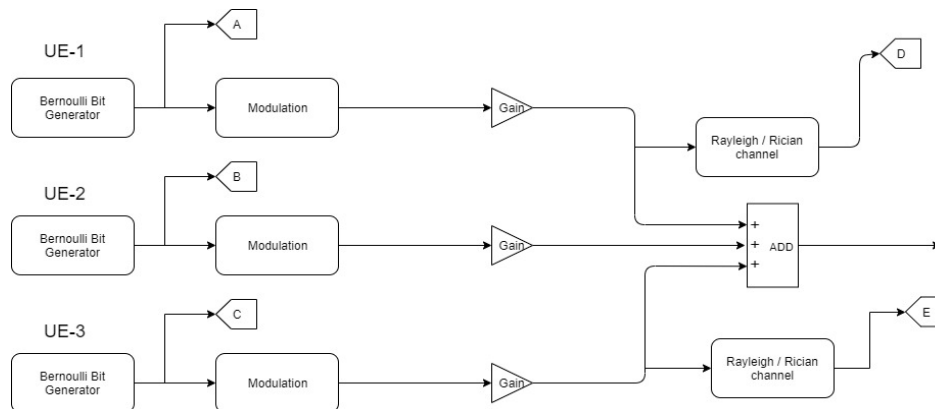 A
UE-1
D
Bernoulli Bit
Generator
Modulation
Gain
Rayleigh / Rician
channel
B
UE-2
+
Bernoulli Bit
Generator
Modulation
Gain
+
ADD
+
C
UE-3
E
Bernoulli Bit
Generator
Modulation
Gain
Rayleigh / Rician
channel